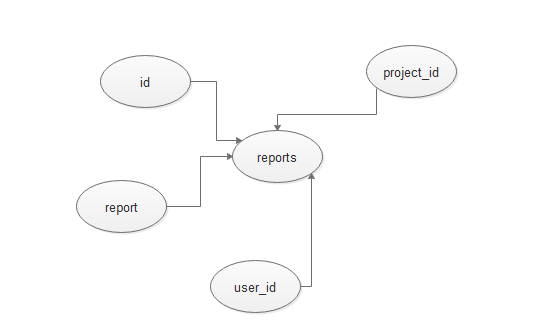 project_id
id
reports
report
user_id